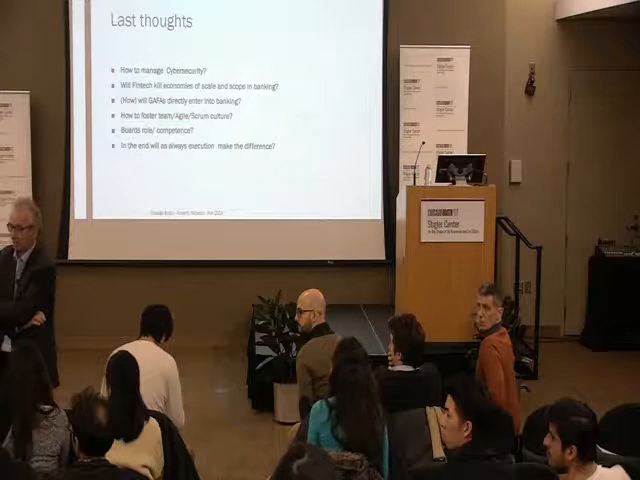 Last thoughts
How to manage Cybersecurity?
Will Fintech kill economies of scale and scope in banking?
(How) will GAFAs directly enter into banking?
How to foster team/Agile/Scrum culture?
Boards role/ competence?
In the end will as always execution make the difference?
CHICAGO BOOTH
Stigler Center